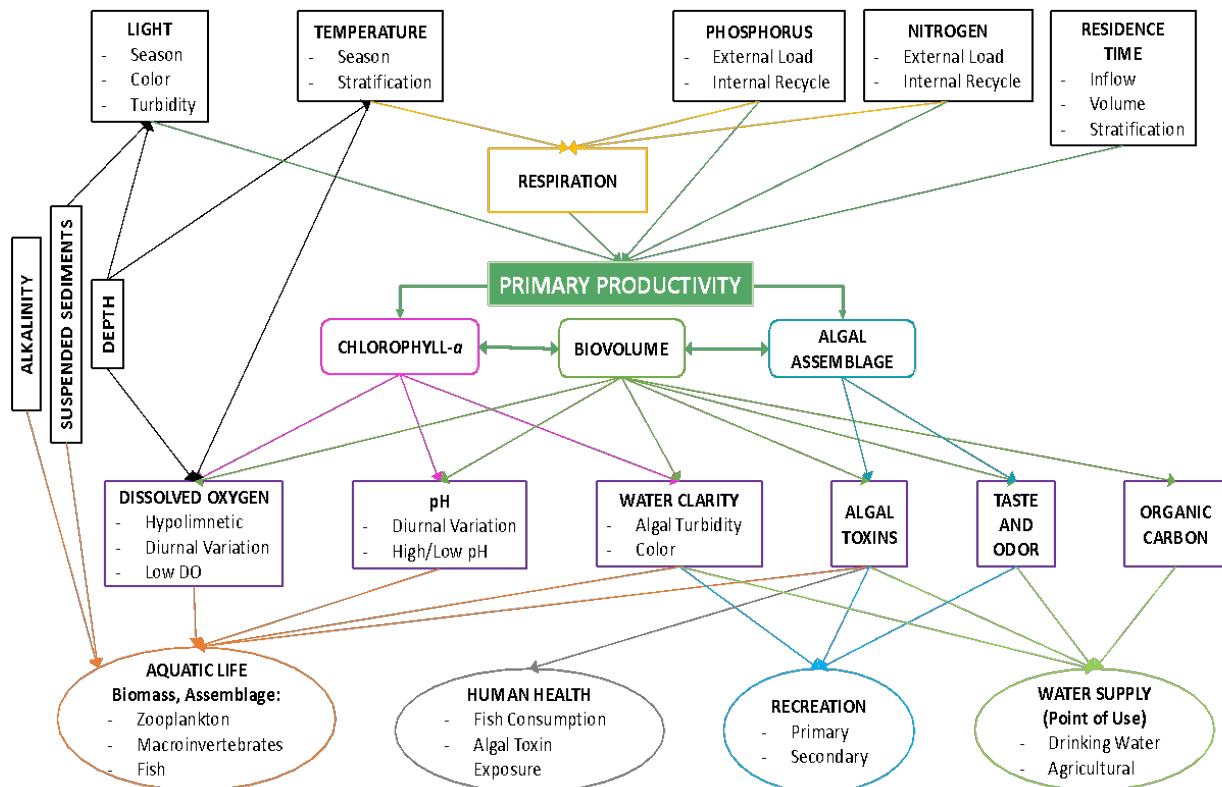 LIGHT
- Season
- Color
- Turbidity
TEMPERATURE
- Season
- Stratification
PHOSPHORUS
- External Load
- Internal Recycle
NITROGEN
- External Load
- Internal Recycle
RESIDENCE
TIME
- Inflow
- Volume
- Stratification
RESPIRATION
ALKALINITY
SUSPENDED SEDIMENTS
DEPTH
PRIMARY PRODUCTIVITY
CHLOROPHYLL-a
BIOVOLUME
ALGAL
ASSEMBLAGE
DISSOLVED OXYGEN
- Hypolimnetic
- Diurnal Variation
- Low DO
pH
- Diurnal Variation
- High/Low pH
WATER CLARITY
- Algal Turbidity
- Color
ALGAL
TOXINS
TASTE
AND
ODOR
ORGANIC
CARBON
AQUATIC LIFE
Biomass, Assemblage:
- Zooplankton
- Macroinvertebrates
- Fish
HUMAN HEALTH
- Fish Consumption
- Algal Toxin
Exposure
RECREATION
- Primary
- Secondary
WATER SUPPLY
(Point of Use)
- Drinking Water
- Agricultural